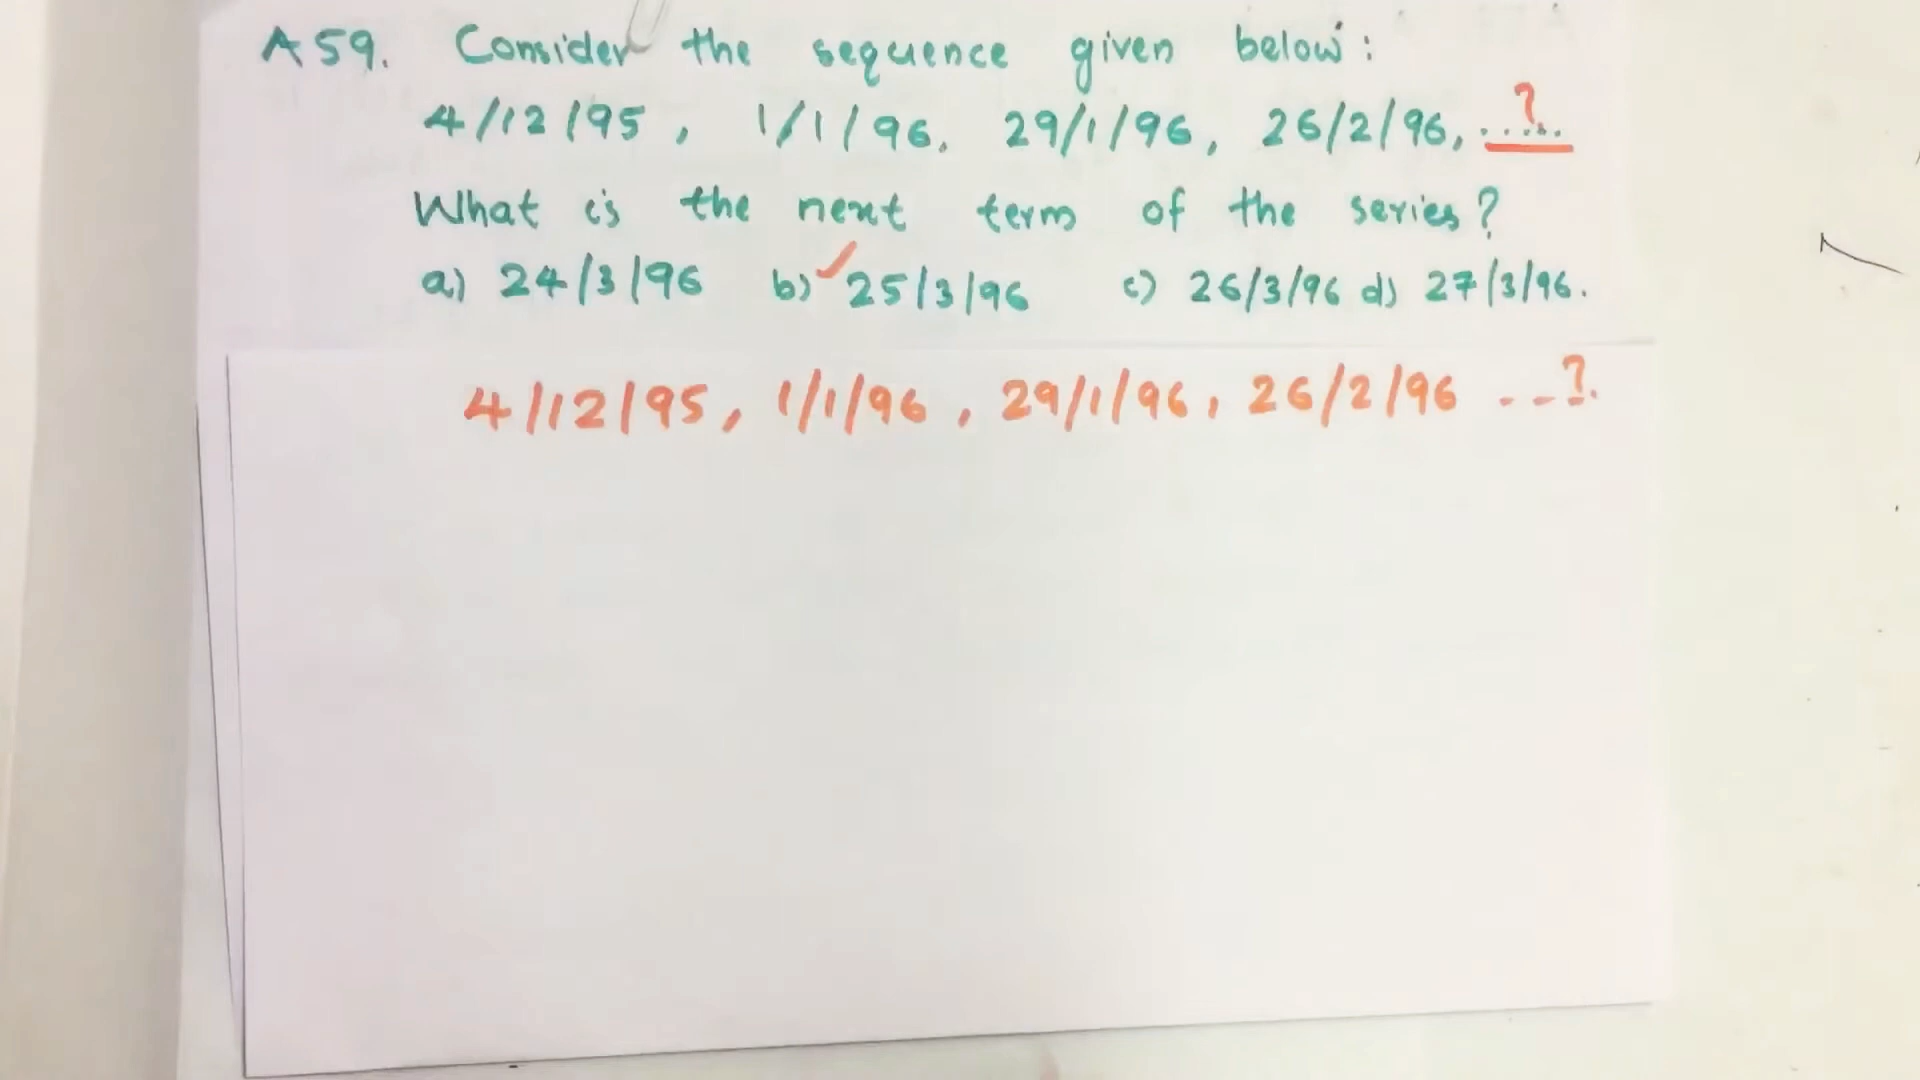 A 59. Consider the sequence given below:
4/12/95, 1/1/96. 29/1/96, 26/2/96, ...?..
What is the next term of the series?
a) 24/3/96 b) ✓25/3/96 c) 26/3/96 d) 27/3/96.
4/12/95, 1/1/96, 29/1/96, 26/2/96 - - -?.